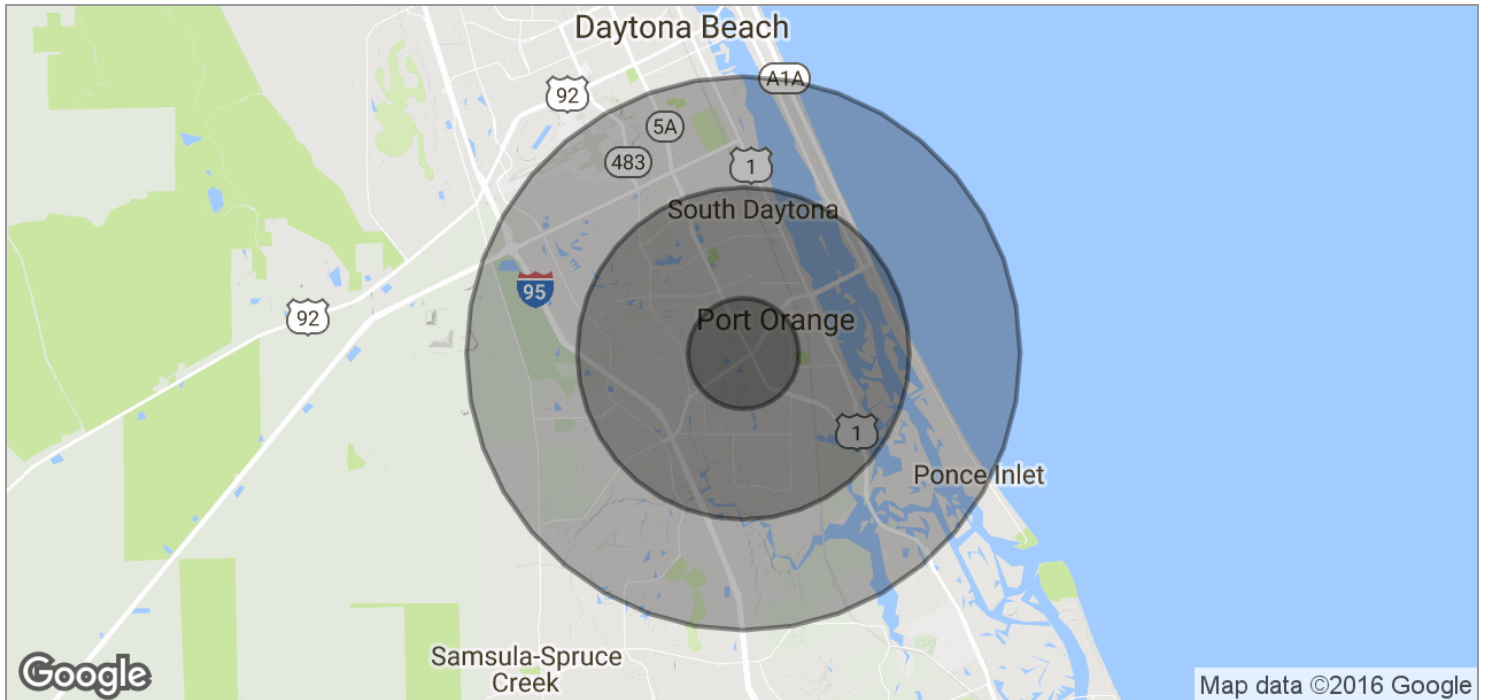 Daytona Beach
A1A
92
5A
483
1
South Daytona
95
92
Port Orange
1
Ponce Inlet
Samsula-Spruce
Creek
Google
Map data ©2016 Google